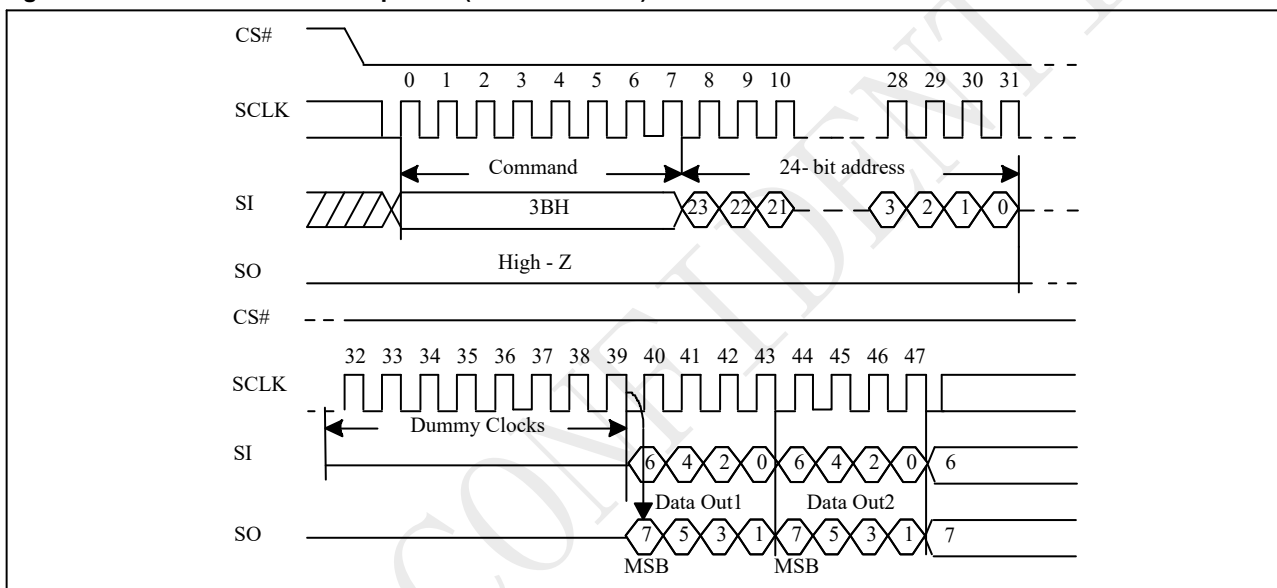 CS#
0 1 2 3 4 5 6 7 8 9 10 28 29 30 31
SCLK
Command 24- bit address
SI 3BH 23 22 21 3 2 1 0
High - Z
SO
CS#
32 33 34 35 36 37 38 39 40 41 42 43 44 45 46 47
SCLK
Dummy Clocks
SI 6 4 2 0 6 4 2 0 6
Data Out1 Data Out2
SO 7 5 3 1 7 5 3 1 7
MSB MSB